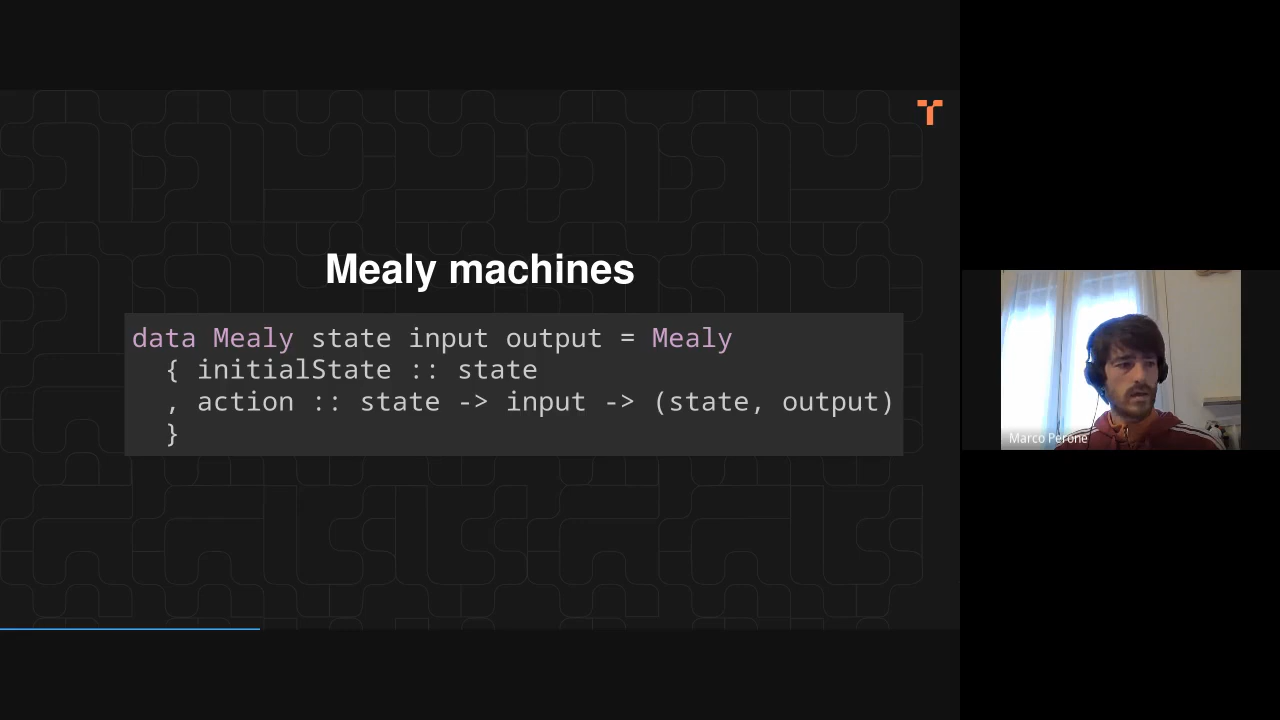 Mealy machines
data Mealy state input output = Mealy
{ initialState :: state
, action :: state -> input -> (state, output)
}
Marco Perone